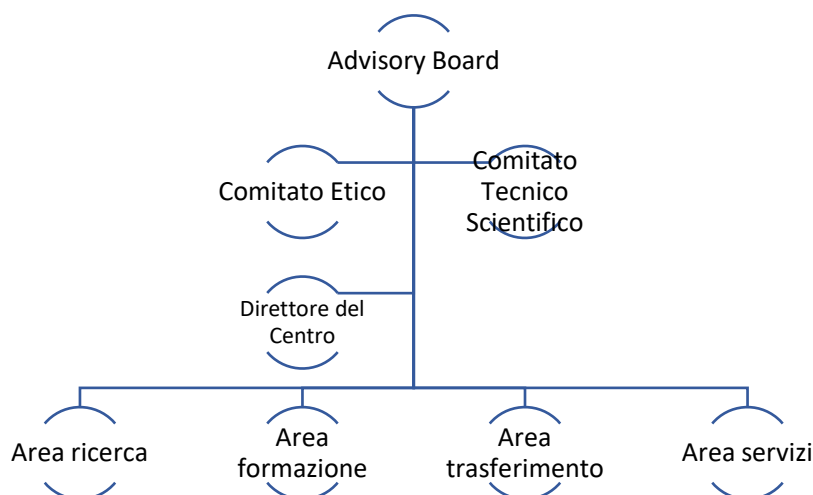 Advisory Board
Comitato Etico
Comitato
Tecnico
Scientifico
Direttore del
Centro
Area ricerca
Area
formazione
Area
trasferimento
Area servizi